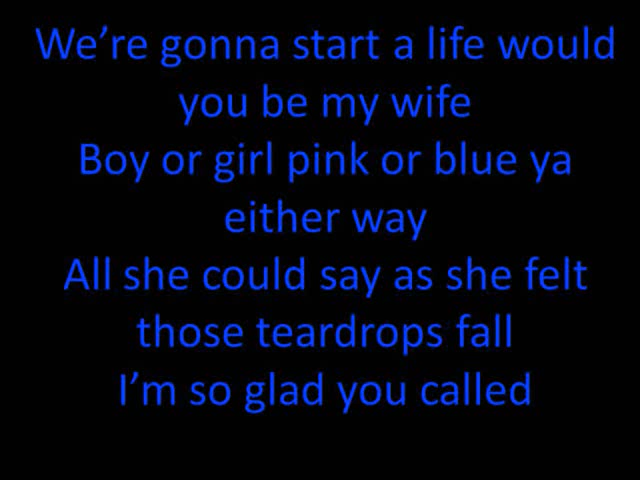 We’re gonna start a life would
you be my wife
Boy or girl pink or blue ya
either way
All she could say as she felt
those teardrops fall
I’m so glad you called